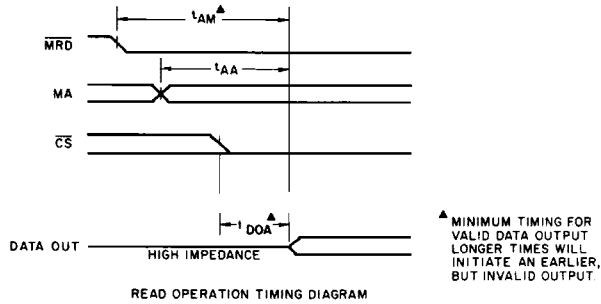 tAM▲
MRD
tAA
MA
CS
t DOA▲
DATA OUT
HIGH IMPEDANCE
▲ MINIMUM TIMING FOR
VALID DATA OUTPUT
LONGER TIMES WILL
INITIATE AN EARLIER,
BUT INVALID OUTPUT.
READ OPERATION TIMING DIAGRAM